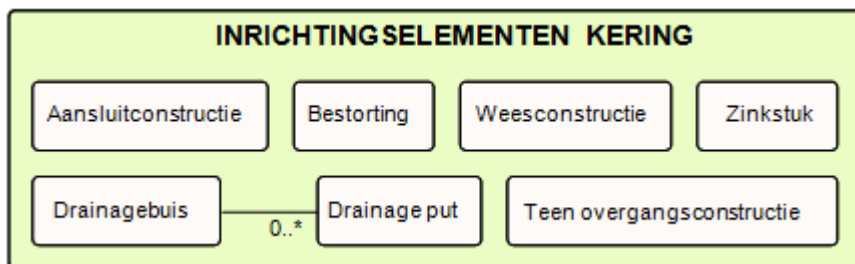 INRICHTINGSELEMENTEN KERING
Aansluitconstructie
Bestorting
Weesconstructie
Zinkstuk
Drainagebuis
0..*
Drainage put
Teen overgangsconstructie